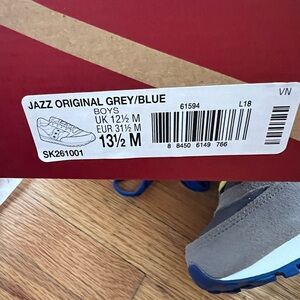 VN
JAZZ ORIGINAL GREY/BLUE
BOYS
UK 12½ M
EUR 31½ M
13½ M
SK261001
61594
L18
8 84506 6149 766